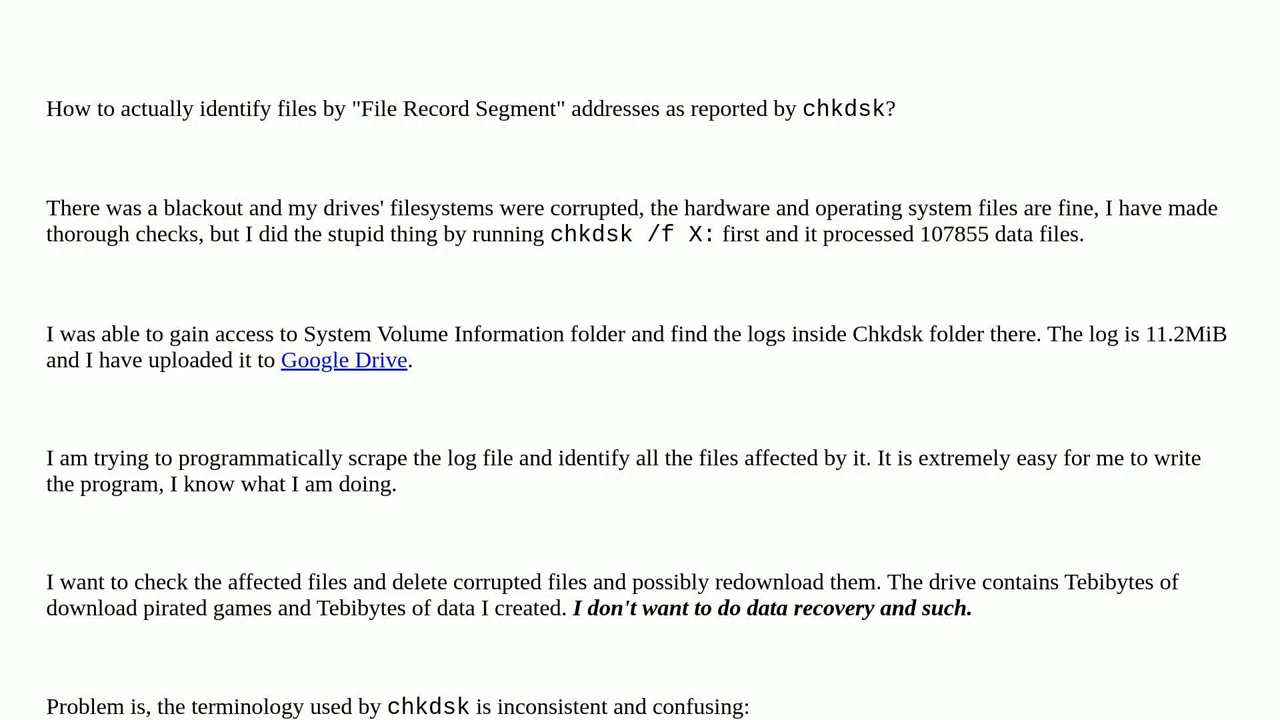 How to actually identify files by "File Record Segment" addresses as reported by chkdsk?
There was a blackout and my drives' filesystems were corrupted, the hardware and operating system files are fine, I have made
thorough checks, but I did the stupid thing by running chkdsk /f X: first and it processed 107855 data files.
I was able to gain access to System Volume Information folder and find the logs inside Chkdsk folder there. The log is 11.2MiB
and I have uploaded it to Google Drive.
I am trying to programmatically scrape the log file and identify all the files affected by it. It is extremely easy for me to write
the program, I know what I am doing.
I want to check the affected files and delete corrupted files and possibly redownload them. The drive contains Tebibytes of
download pirated games and Tebibytes of data I created. I don't want to do data recovery and such.
Problem is, the terminology used by chkdsk is inconsistent and confusing: